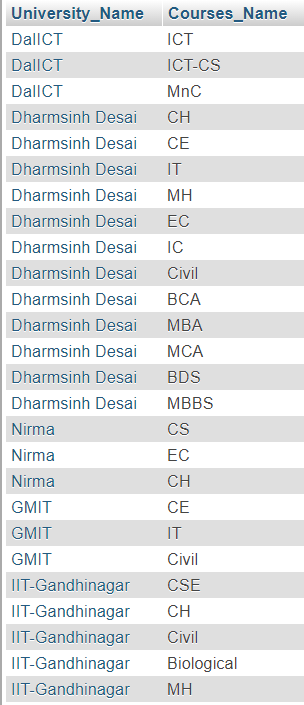 University_Name Courses_Name
DaIICT ICT
DaIICT ICT-CS
DaIICT MnC
Dharmsinh Desai CH
Dharmsinh Desai CE
Dharmsinh Desai IT
Dharmsinh Desai MH
Dharmsinh Desai EC
Dharmsinh Desai IC
Dharmsinh Desai Civil
Dharmsinh Desai BCA
Dharmsinh Desai MBA
Dharmsinh Desai MCA
Dharmsinh Desai BDS
Dharmsinh Desai MBBS
Nirma CS
Nirma EC
Nirma CH
GMIT CE
GMIT IT
GMIT Civil
IIT-Gandhinagar CSE
IIT-Gandhinagar CH
IIT-Gandhinagar Civil
IIT-Gandhinagar Biological
IIT-Gandhinagar MH